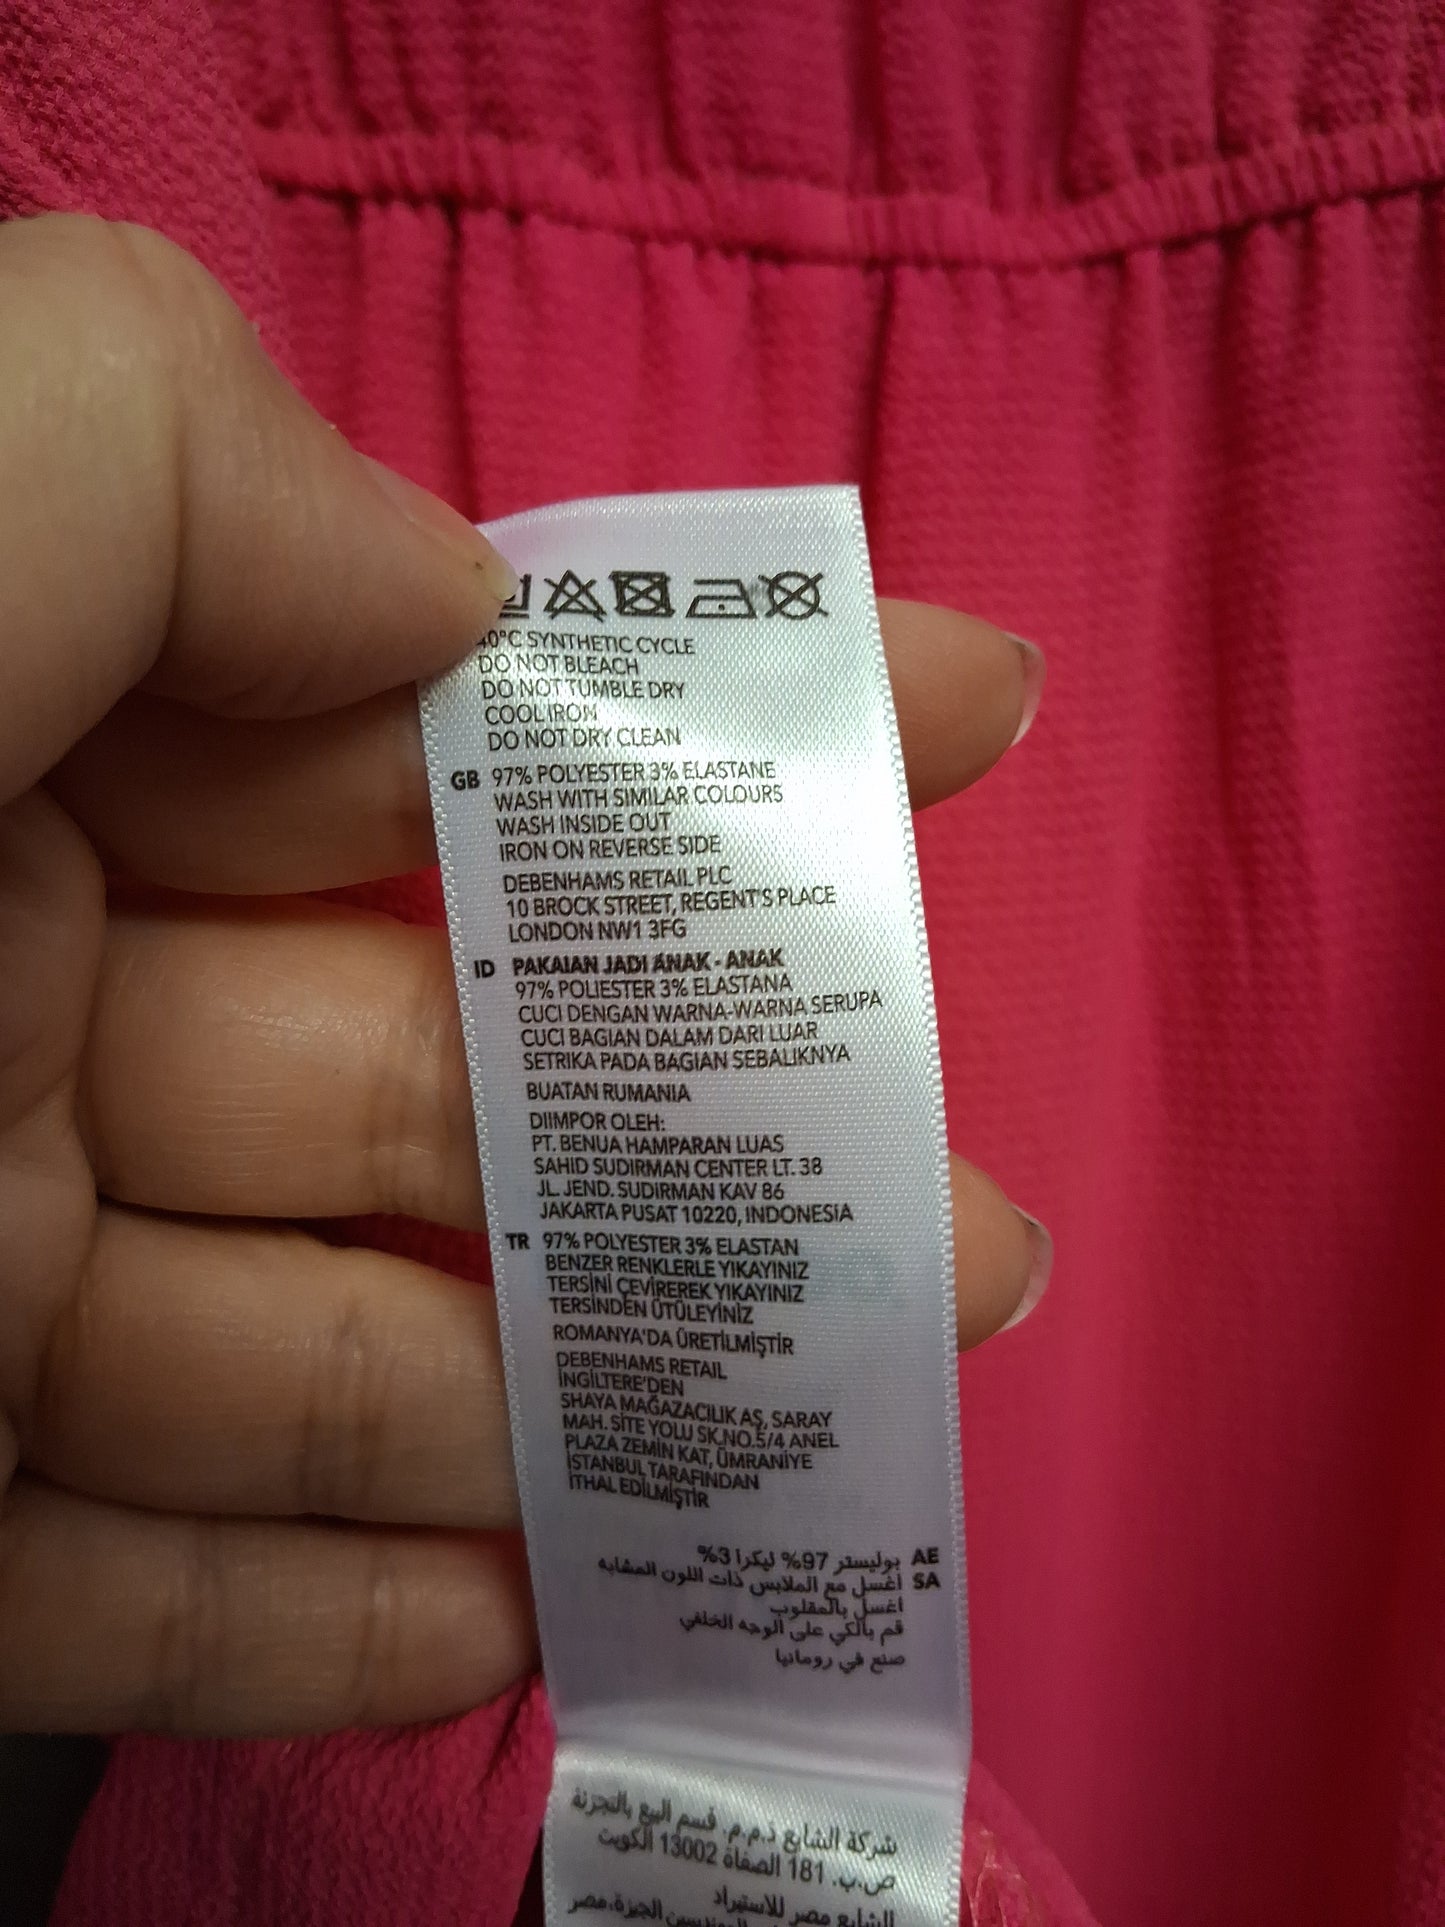 40°C SYNTHETIC CYCLE
DO NOT BLEACH
DO NOT TUMBLE DRY
COOL IRON
DO NOT DRY CLEAN
GB 97% POLYESTER 3% ELASTANE
WASH WITH SIMILAR COLOURS
WASH INSIDE OUT
IRON ON REVERSE SIDE
DEBENHAMS RETAIL PLC
10 BROCK STREET, REGENT'S PLACE
LONDON NW1 3FG
ID PAKAIAN JADI ANAK - ANAK
97% POLIESTER 3% ELASTANA
CUCI DENGAN WARNA-WARNA SERUPA
CUCI BAGIAN DALAM DARI LUAR
SETRIKA PADA BAGIAN SEBALIKNYA
BUATAN RUMANIA
DIIMPOR OLEH:
PT. BENUA HAMPARAN LUAS
SAHID SUDIRMAN CENTER LT. 38
JL. JEND. SUDIRMAN KAV 86
JAKARTA PUSAT 10220, INDONESIA
TR 97% POLYESTER 3% ELASTAN
BENZER RENKLERLE YIKAYINIZ
TERSİNİ ÇEVİREREK YIKAYINIZ
TERSİNDEN ÜTÜLEYİNİZ
ROMANYA'DA ÜRETİLMİŞTİR
DEBENHAMS RETAIL
İNGİLTERE'DEN
SHAYA MAĞAZACILIK AŞ, SARAY
MAH. SİTE YOLU SK.NO.5/4 ANEL
PLAZA ZEMİN KAT, ÜMRANİYE
İSTANBUL TARAFINDAN
İTHAL EDİLMİŞTİR
AE بوليستر 97% ليكرا 3%
SA اغسل مع الملابس ذات اللون المشابه
اغسل بالمقلوب
قم بالكي على الوجه الخلفي
صنع في رومانيا
شركة الشايع ذ.م.م. قسم البيع بالتجزئة
ص.ب. 181 الصفاة 13002 الكويت
الشايع مصر للاستيراد
الجيزة،مصر